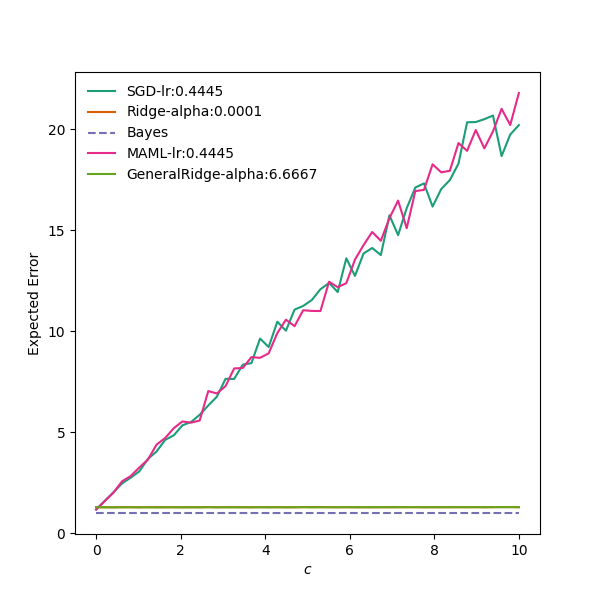 SGD-lr:0.4445
Ridge-alpha:0.0001
Bayes
MAML-lr:0.4445
GeneralRidge-alpha:6.6667
Expected Error
20
15
10
5
0
0 2 4 6 8 10
c